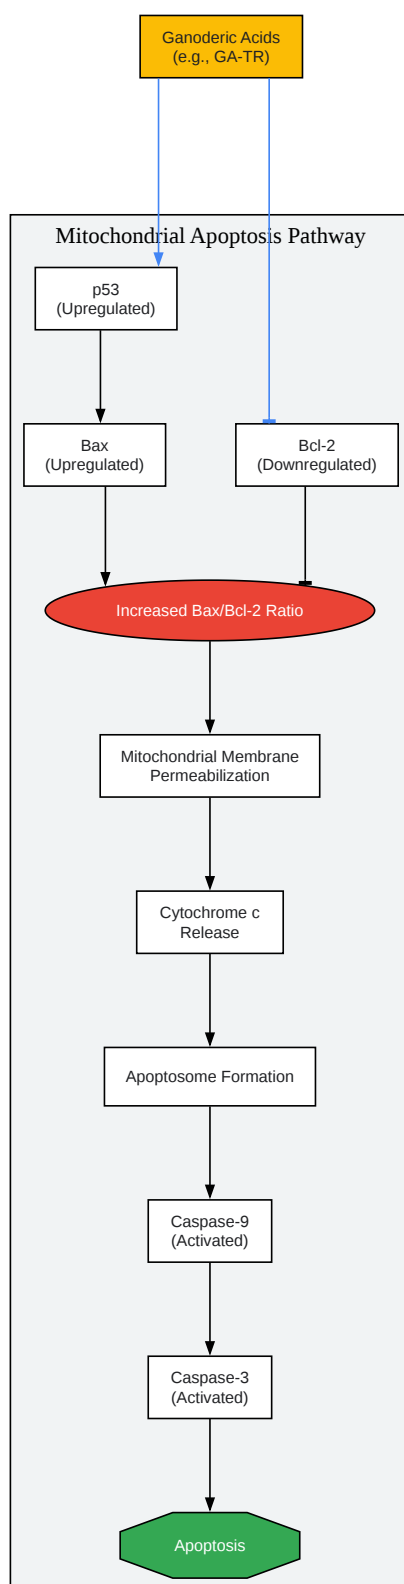 Ganoderic Acids
(e.g., GA-TR)
Mitochondrial Apoptosis Pathway
p53
(Upregulated)
Bax
(Upregulated)
Bcl-2
(Downregulated)
Increased Bax/Bcl-2 Ratio
Mitochondrial Membrane
Permeabilization
Cytochrome c
Release
Apoptosome Formation
Caspase-9
(Activated)
Caspase-3
(Activated)
Apoptosis